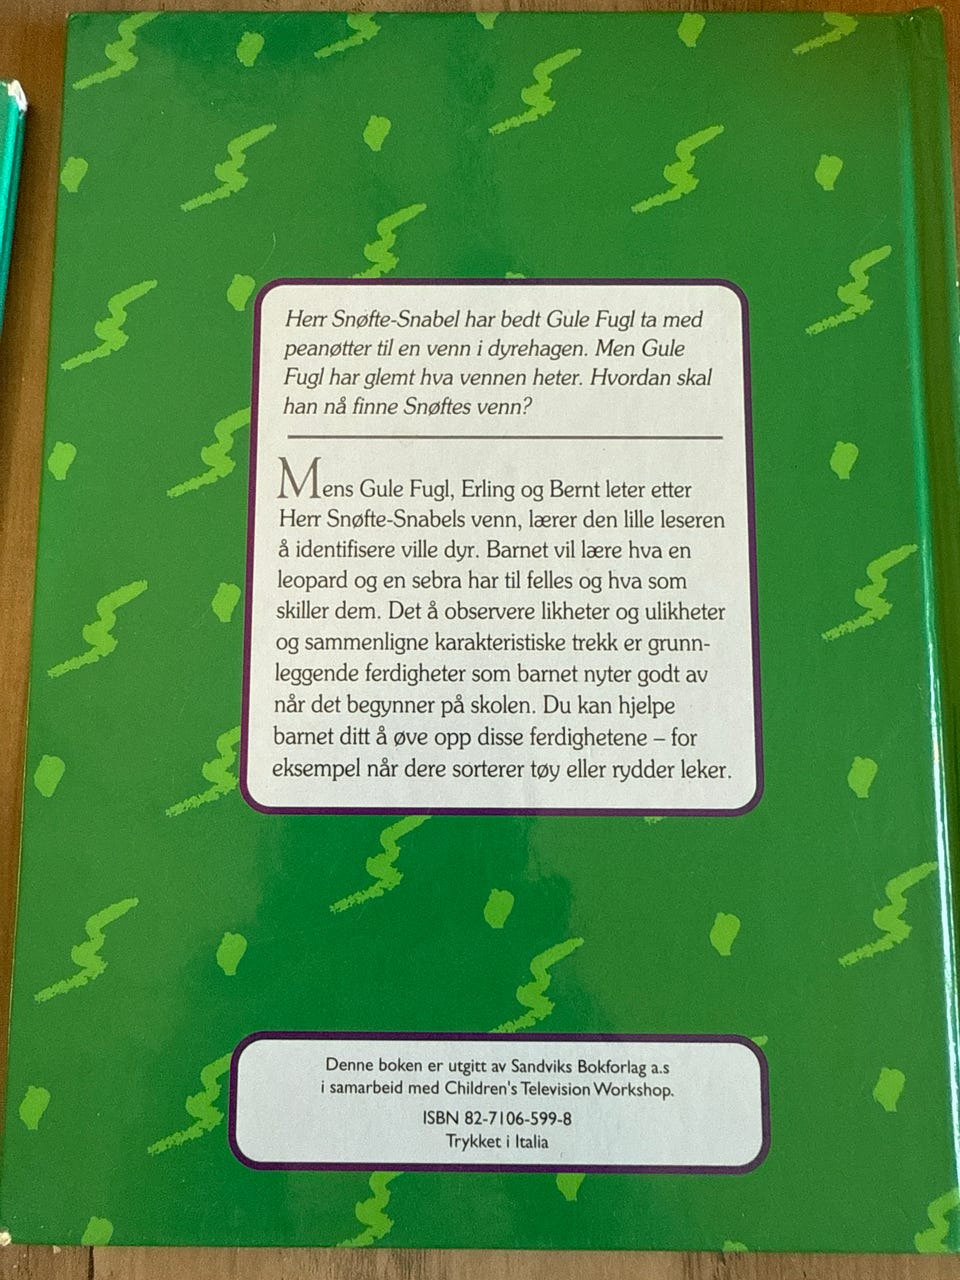 Herr Snøfte-Snabel har bedt Gule Fugl ta med
peanøtter til en venn i dyrehagen. Men Gule
Fugl har glemt hva vennen heter. Hvordan skal
han nå finne Snøftes venn?
Mens Gule Fugl, Erling og Bernt leter etter
Herr Snøfte-Snabels venn, lærer den lille leseren
å identifisere ville dyr. Barnet vil lære hva en
leopard og en sebra har til felles og hva som
skiller dem. Det å observere likheter og ulikheter
og sammenligne karakteristiske trekk er grunn-
leggende ferdigheter som barnet nyter godt av
når det begynner på skolen. Du kan hjelpe
barnet ditt å øve opp disse ferdighetene – for
eksempel når dere sorterer tøy eller rydder leker.
Denne boken er utgitt av Sandviks Bokforlag a.s
i samarbeid med Children's Television Workshop.
ISBN 82-7106-599-8
Trykket i Italia